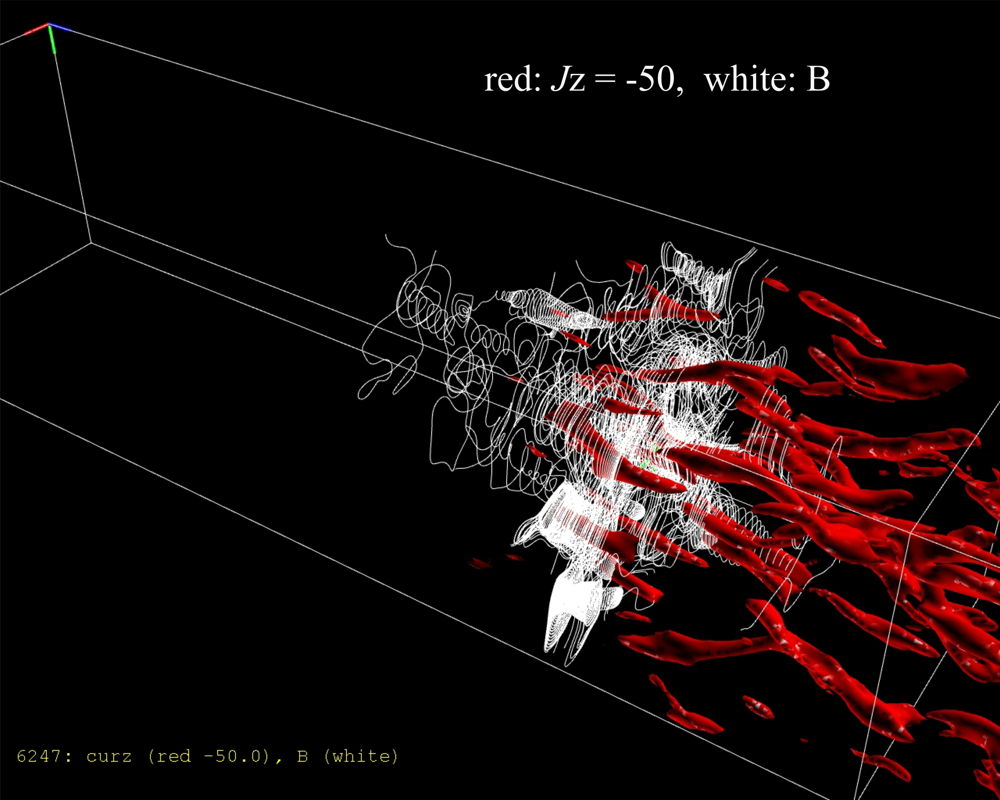 red: Jz = -50, white: B
6247: curz (red -50.0), B (white)